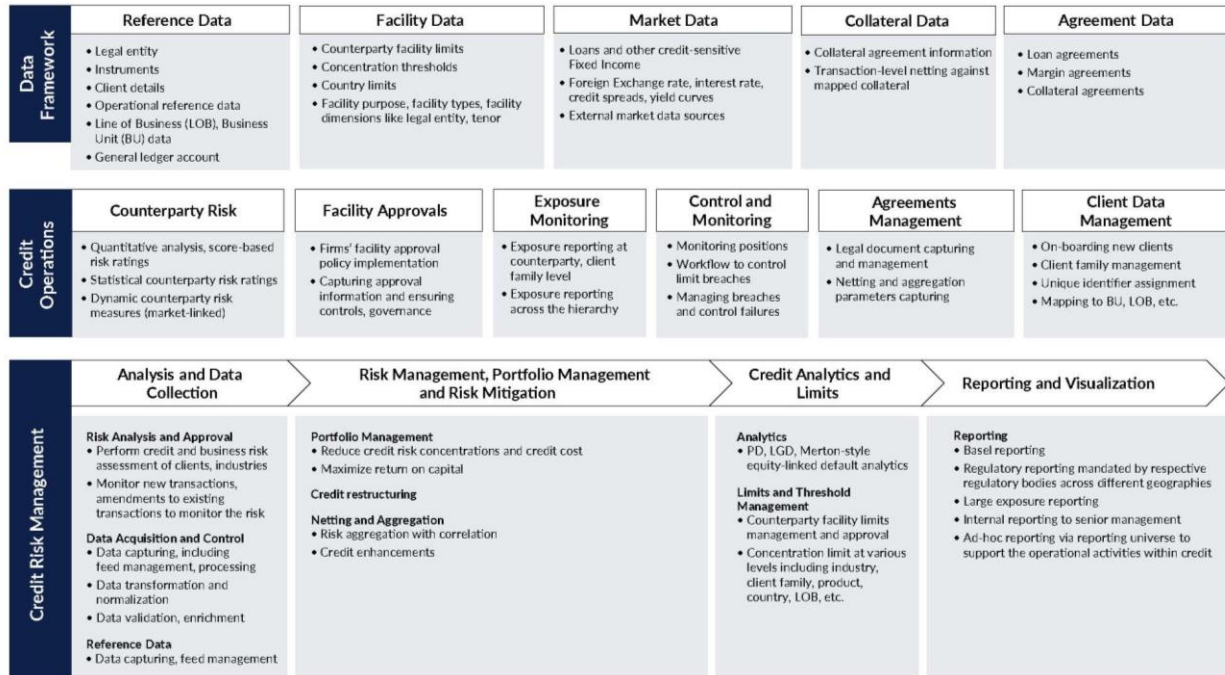 Data Framework
Reference Data
• Legal entity
• Instruments
• Client details
• Operational reference data
• Line of Business (LOB), Business
Unit (BU) data
• General ledger account
Facility Data
• Counterparty facility limits
• Concentration thresholds
• Country limits
• Facility purpose, facility types, facility
dimensions like legal entity, tenor
Market Data
• Loans and other credit-sensitive
Fixed Income
• Foreign Exchange rate, interest rate,
credit spreads, yield curves
• External market data sources
Collateral Data
• Collateral agreement information
• Transaction-level netting against
mapped collateral
Agreement Data
• Loan agreements
• Margin agreements
• Collateral agreements
Credit Operations
Counterparty Risk
• Quantitative analysis, score-based
risk ratings
• Statistical counterparty risk ratings
• Dynamic counterparty risk
measures (market-linked)
Facility Approvals
• Firms' facility approval
policy implementation
• Capturing approval
information and ensuring
controls, governance
Exposure
Monitoring
• Exposure reporting at
counterparty, client
family level
• Exposure reporting
across the hierarchy
Control and
Monitoring
• Monitoring positions
• Workflow to control
limit breaches
• Managing breaches
and control failures
Agreements
Management
• Legal document capturing
and management
• Netting and aggregation
parameters capturing
Client Data
Management
• On-boarding new clients
• Client family management
• Unique identifier assignment
• Mapping to BU, LOB, etc.
Credit Risk Management
Analysis and Data
Collection
Risk Analysis and Approval
• Perform credit and business risk
assessment of clients, industries
• Monitor new transactions,
amendments to existing
transactions to monitor the risk
Data Acquisition and Control
• Data capturing, including
feed management, processing
• Data transformation and
normalization
• Data validation, enrichment
Reference Data
• Data capturing, feed management
Risk Management, Portfolio Management
and Risk Mitigation
Portfolio Management
• Reduce credit risk concentrations and credit cost
• Maximize return on capital
Credit restructuring
Netting and Aggregation
• Risk aggregation with correlation
• Credit enhancements
Credit Analytics and
Limits
Analytics
• PD, LGD, Merton-style
equity-linked default analytics
Limits and Threshold
Management
• Counterparty facility limits
management and approval
• Concentration limit at various
levels including industry,
client family, product,
country, LOB, etc.
Reporting and Visualization
Reporting
• Basel reporting
• Regulatory reporting mandated by respective
regulatory bodies across different geographies
• Large exposure reporting
• Internal reporting to senior management
• Ad-hoc reporting via reporting universe to
support the operational activities within credit